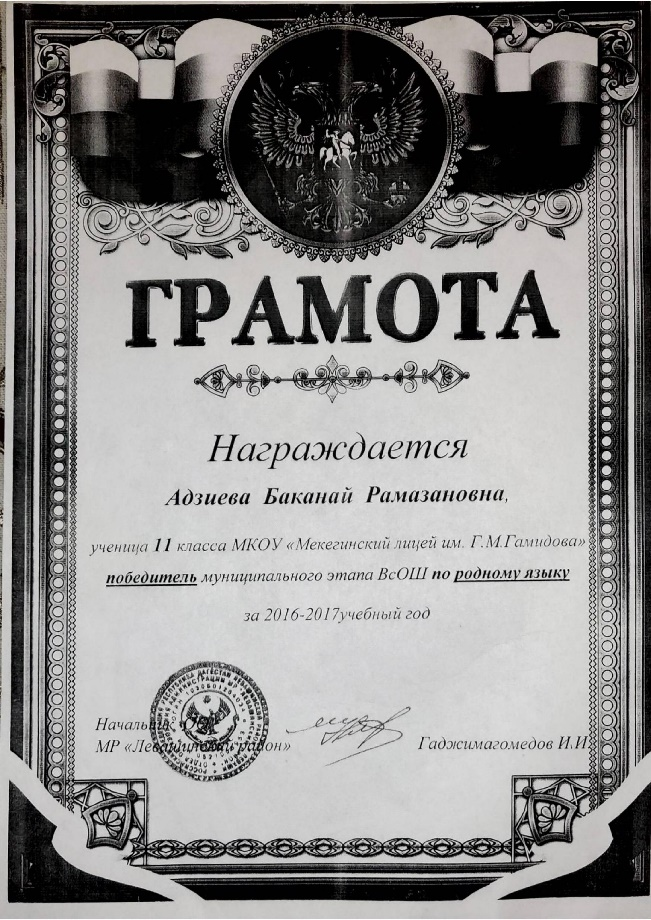 ГРАМОТА
Награждается
Адзиева Баканай Рамазановна,
ученица 11 класса МКОУ «Мекегинский лицей им. Г.М.Гамидова»
победитель муниципального этапа ВсОШ по родному языку
за 2016-2017учебный год
Начальник
МР «Левашинский район»
Гаджимагомедов И.И.